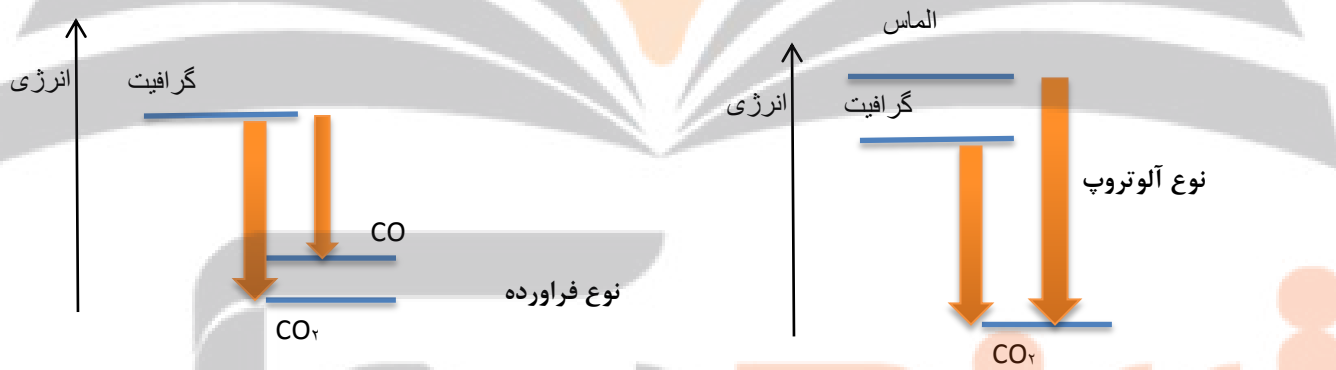 الماس
انرژی
گرافیت
انرژی
گرافیت
نوع آلوتروپ
CO
نوع فراورده
CO۲
CO۲